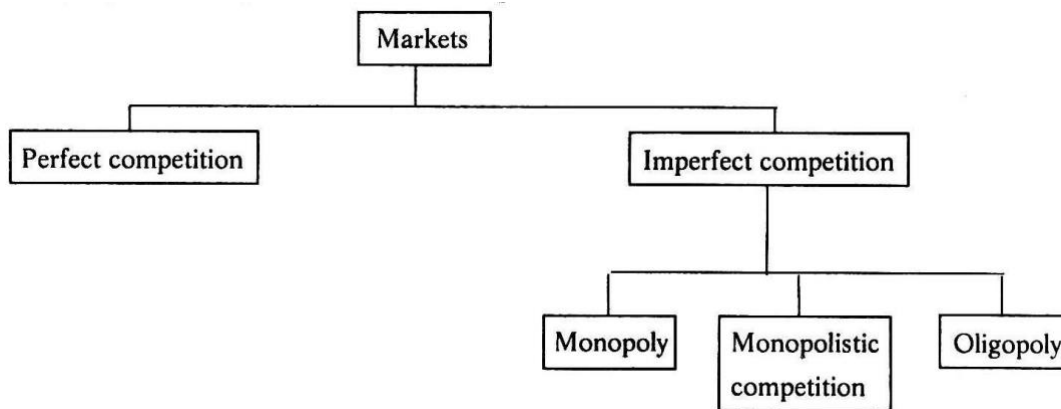 Markets
Perfect competition
Imperfect competition
Monopoly
Monopolistic
competition
Oligopoly